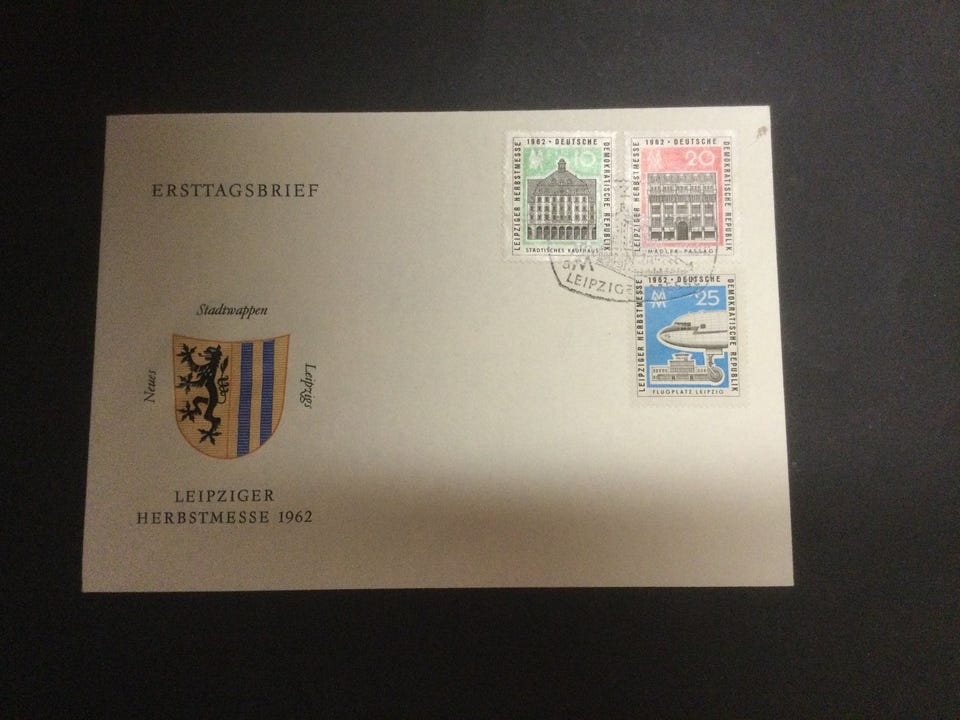 ERSTTAGSBRIEF
Neues
Stadtwappen
Leipzigs
LEIPZIGER
HERBSTMESSE 1962
LEIPZIGER HERBSTMESSE
1962 • DEUTSCHE
DEMOKRATISCHE REPUBLIK
10
STÄDTISCHES KAUFHAUS
LEIPZIGER HERBSTMESSE
1962 • DEUTSCHE
DEMOKRATISCHE REPUBLIK
20
MÄDLER-PASSAG
LEIPZIGER HERBSTMESSE
1962 • DEUTSCHE
DEMOKRATISCHE REPUBLIK
25
FLUGPLATZ LEIPZIG
LEIPZIG